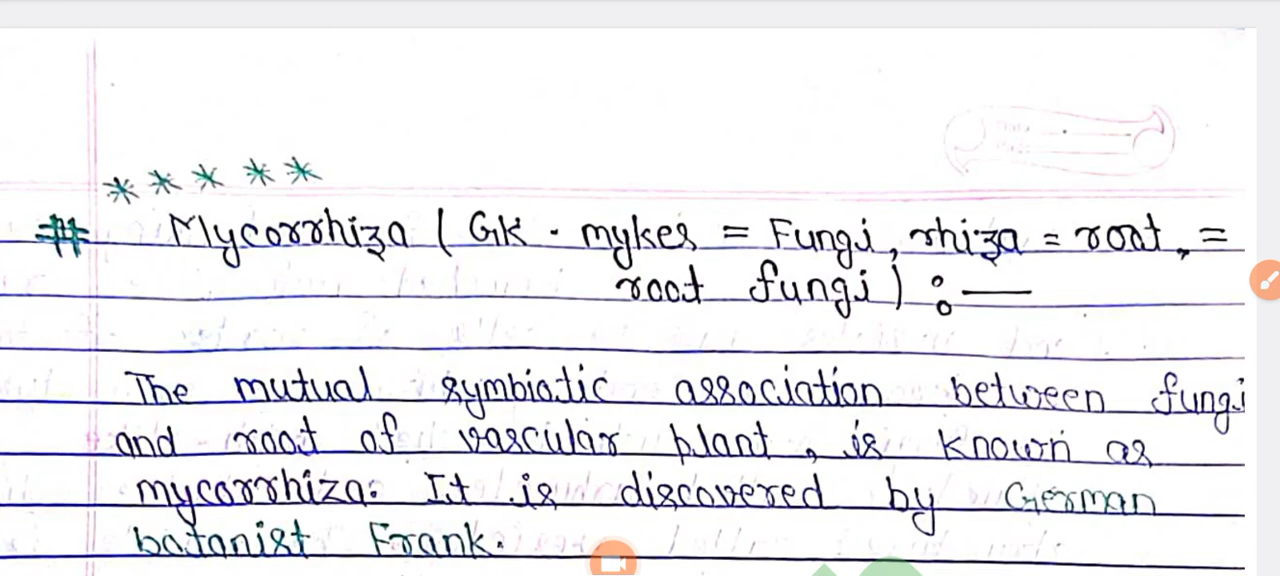 * * * * *
# Mycorrhiza ( GK - mykes = Fungi, rhiza = root, =
root fungi ) :—
The mutual symbiotic association between fungi
and root of vascular plant, is known as
mycorrhiza. It is discovered by German
botanist Frank.